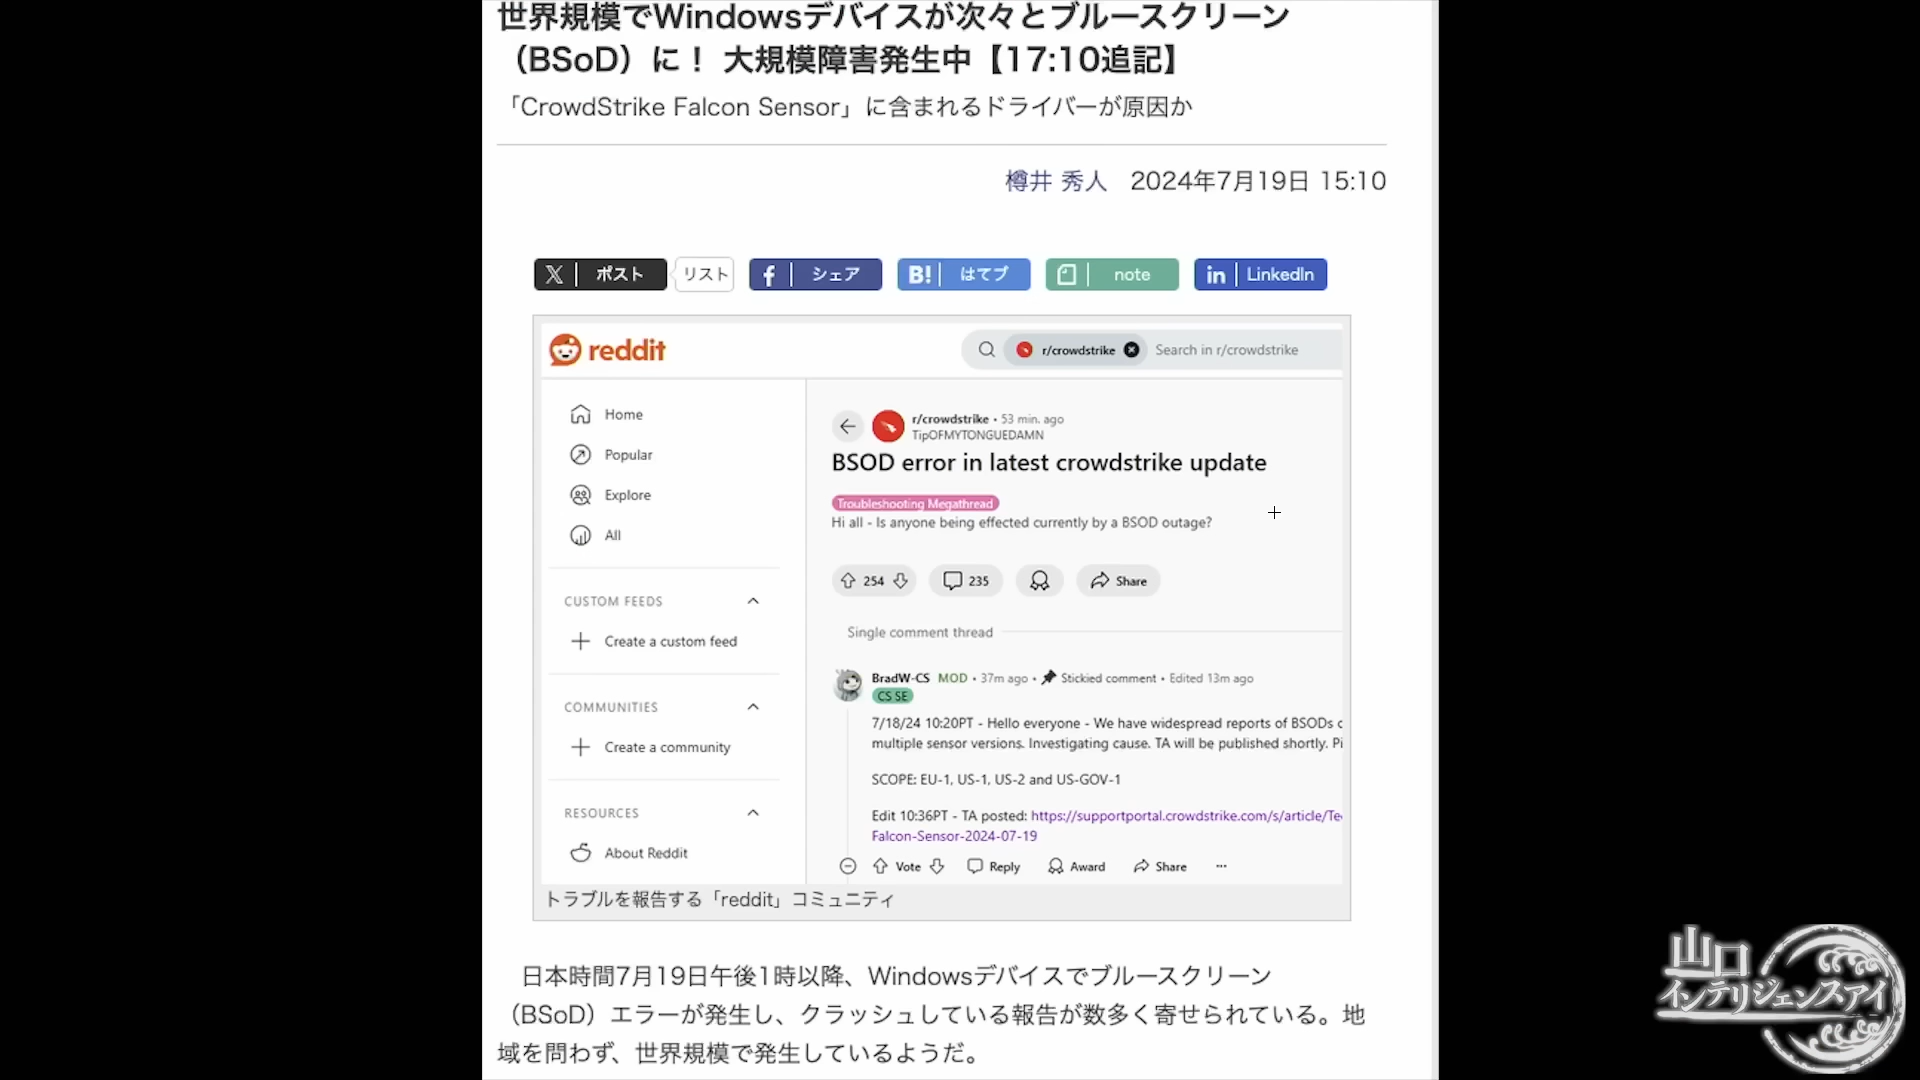 世界規模でWindowsデバイスが次々とブルースクリーン
（BSoD）に！ 大規模障害発生中【17:10追記】
「CrowdStrike Falcon Sensor」に含まれるドライバーが原因か
樽井 秀人 2024年7月19日 15:10
ポスト リスト シェア B! はてブ note in LinkedIn
reddit
r/crowdstrike Search in r/crowdstrike
Home
Popular
Explore
All
CUSTOM FEEDS
Create a custom feed
COMMUNITIES
Create a community
RESOURCES
About Reddit
r/crowdstrike • 53 min. ago
TipOFMYTONGUEDAMN
BSOD error in latest crowdstrike update
Troubleshooting Megathread
Hi all - Is anyone being effected currently by a BSOD outage?
254 235 Share
Single comment thread
BradW-CS MOD • 37m ago • Stickied comment • Edited 13m ago
CS SE
7/18/24 10:20PT - Hello everyone - We have widespread reports of BSODs
multiple sensor versions. Investigating cause. TA will be published shortly. Pi
SCOPE: EU-1, US-1, US-2 and US-GOV-1
Edit 10:36PT - TA posted: https://supportportal.crowdstrike.com/s/article/Te
Falcon-Sensor-2024-07-19
Vote Reply Award Share ...
トラブルを報告する「reddit」コミュニティ
日本時間7月19日午後1時以降、Windowsデバイスでブルースクリーン
（BSoD）エラーが発生し、クラッシュしている報告が数多く寄せられている。地
域を問わず、世界規模で発生しているようだ。
山口
インテリジェンスアイ